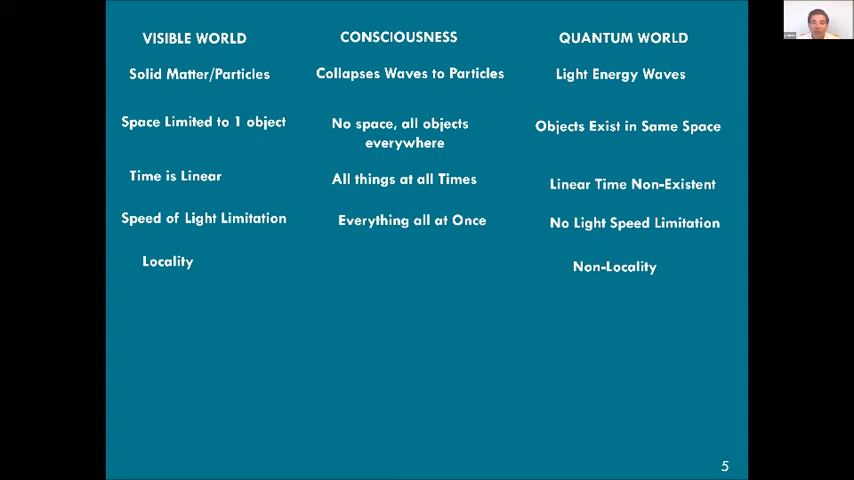 VISIBLE WORLD
CONSCIOUSNESS
QUANTUM WORLD
Solid Matter/Particles
Collapses Waves to Particles
Light Energy Waves
Space Limited to 1 object
No space, all objects
everywhere
Objects Exist in Same Space
Time is Linear
All things at all Times
Linear Time Non-Existent
Speed of Light Limitation
Everything all at Once
No Light Speed Limitation
Locality
Non-Locality
5